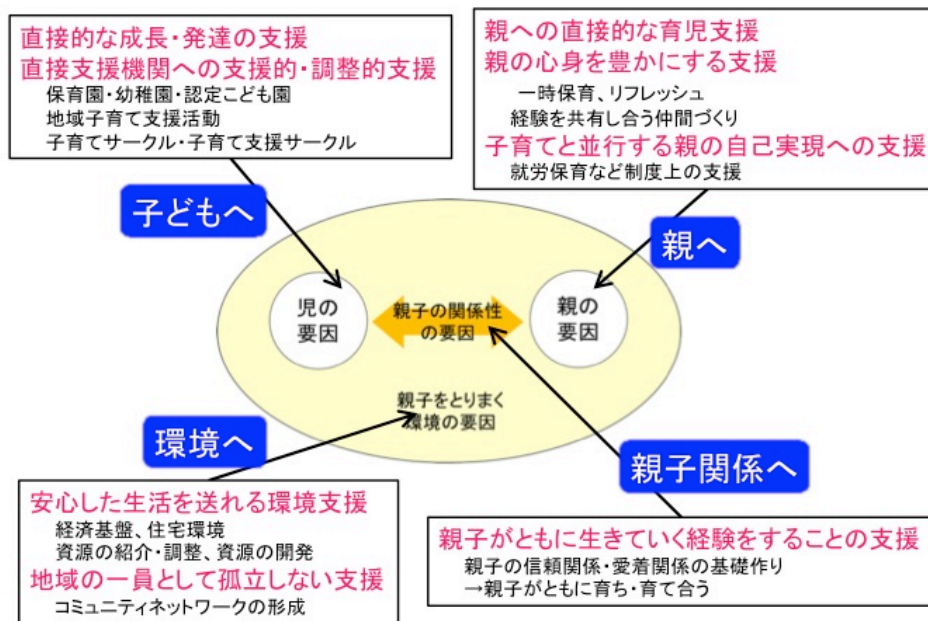 直接的な成長・発達の支援
直接支援機関への支援的・調整的支援
保育園・幼稚園・認定こども園
地域子育て支援活動
子育てサークル・子育て支援サークル
親への直接的な育児支援
親の心身を豊かにする支援
一時保育、リフレッシュ
経験を共有し合う仲間づくり
子育てと並行する親の自己実現への支援
就労保育など制度上の支援
子どもへ
親へ
児の
要因
親子の関係性
の要因
親の
要因
親子をとりまく
環境の要因
環境へ
親子関係へ
安心した生活を送れる環境支援
経済基盤、住宅環境
資源の紹介・調整、資源の開発
地域の一員として孤立しない支援
コミュニティネットワークの形成
親子がともに生きていく経験をすることの支援
親子の信頼関係・愛着関係の基礎作り
→親子がともに育ち・育て合う